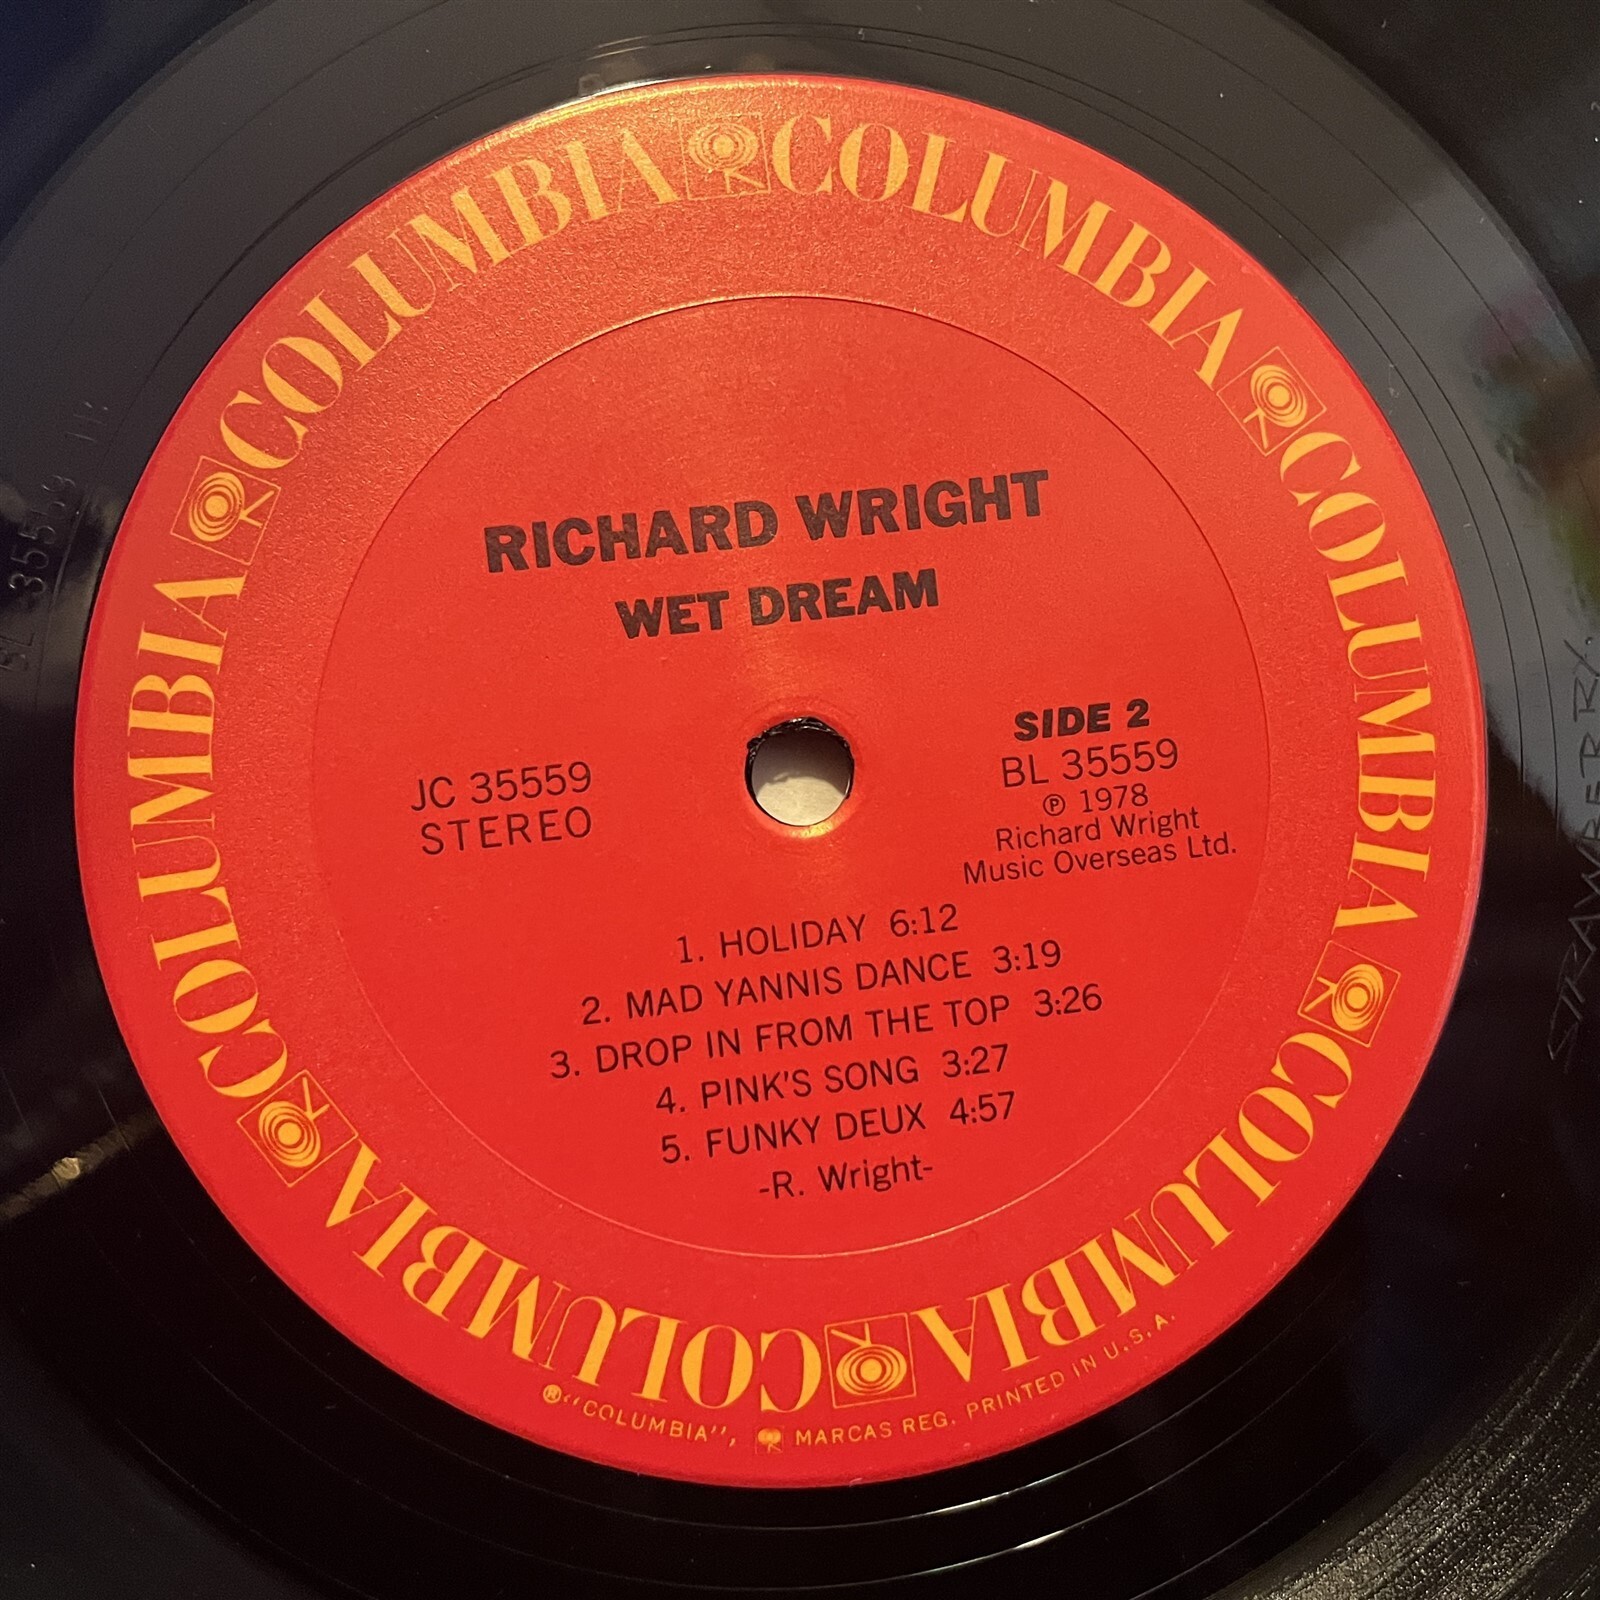 COLUMBIA COLUMBIA COLUMBIA COLUMBIA COLUMBIA COLUMBIA
RICHARD WRIGHT
WET DREAM
JC 35559
STEREO
SIDE 2
BL 35559
℗ 1978
Richard Wright
Music Overseas Ltd.
1. HOLIDAY 6:12
2. MAD YANNIS DANCE 3:19
3. DROP IN FROM THE TOP 3:26
4. PINK'S SONG 3:27
5. FUNKY DEUX 4:57
-R. Wright-
®"COLUMBIA", MARCAS REG. PRINTED IN U.S.A.
BL 35559